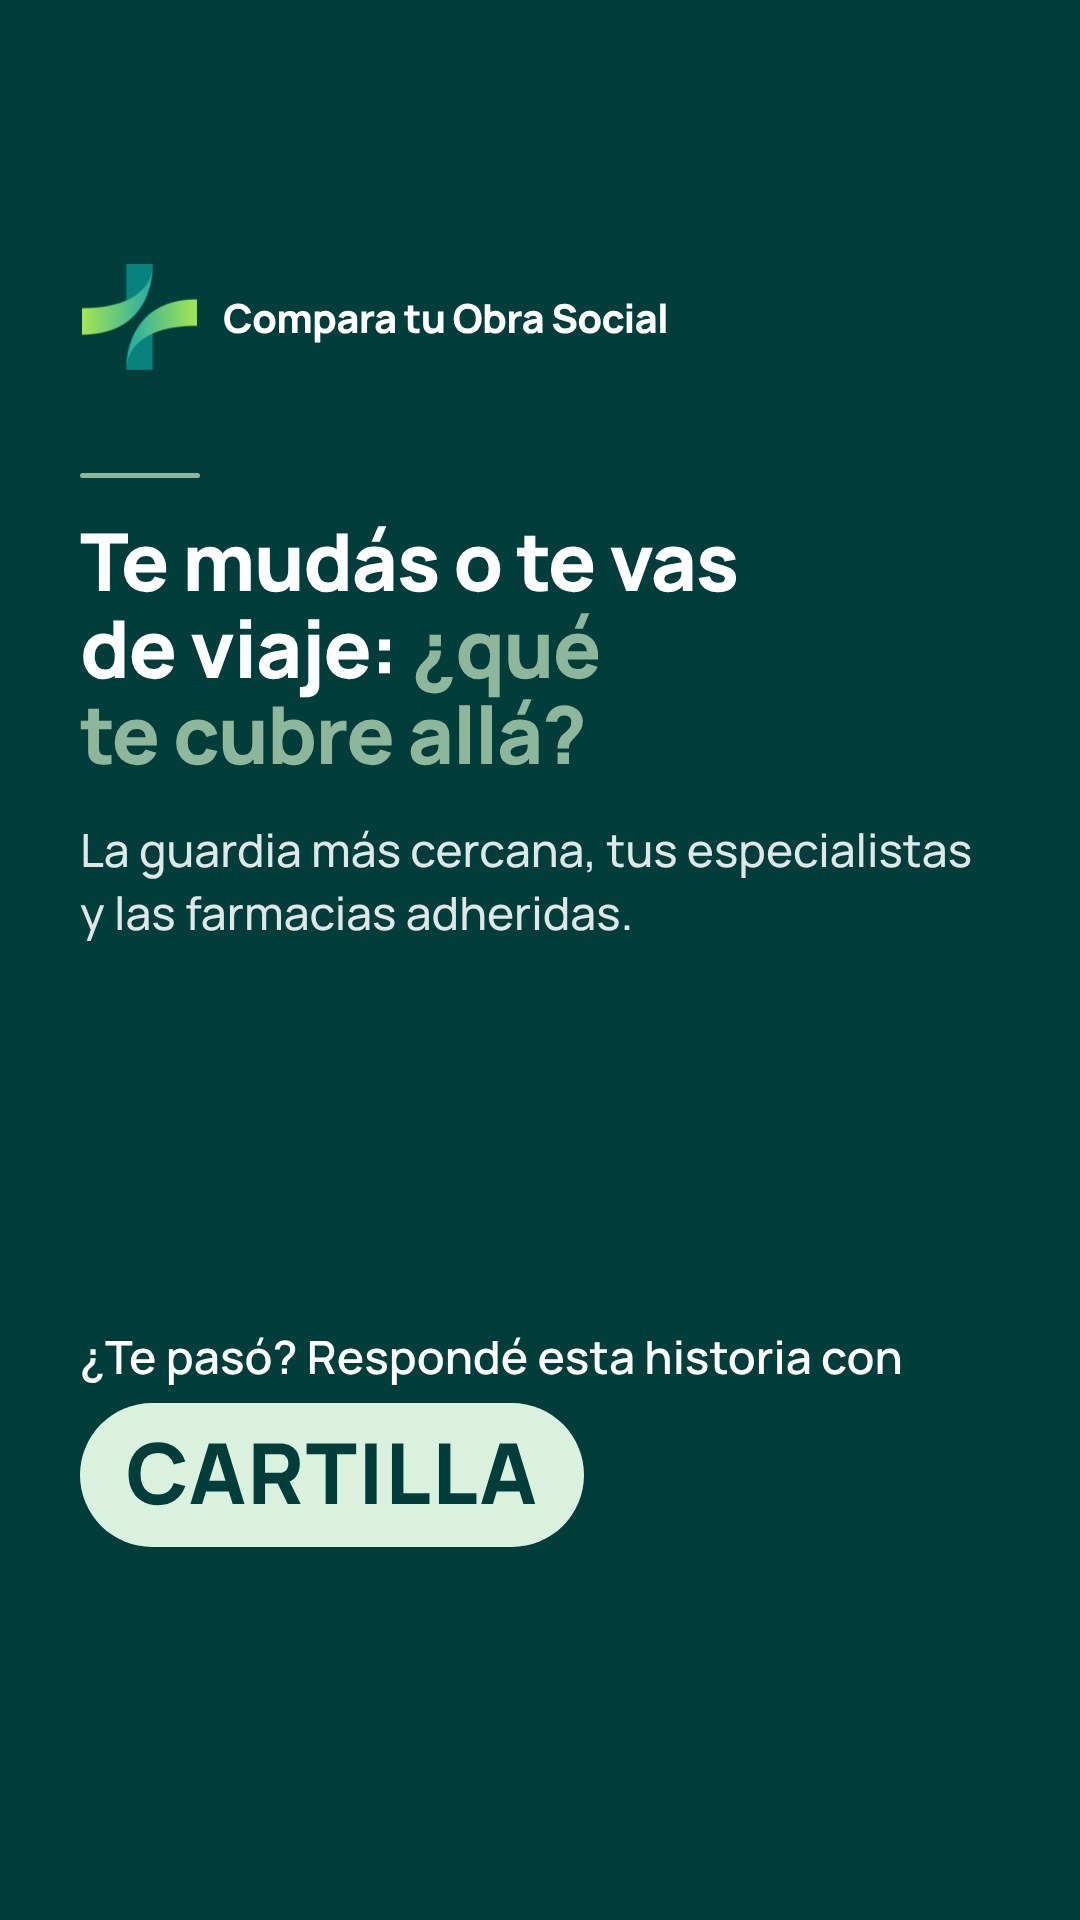 Compara tu Obra Social
Te mudás o te vas
de viaje: ¿qué
te cubre allá?
La guardia más cercana, tus especialistas
y las farmacias adheridas.
¿Te pasó? Respondé esta historia con
CARTILLA